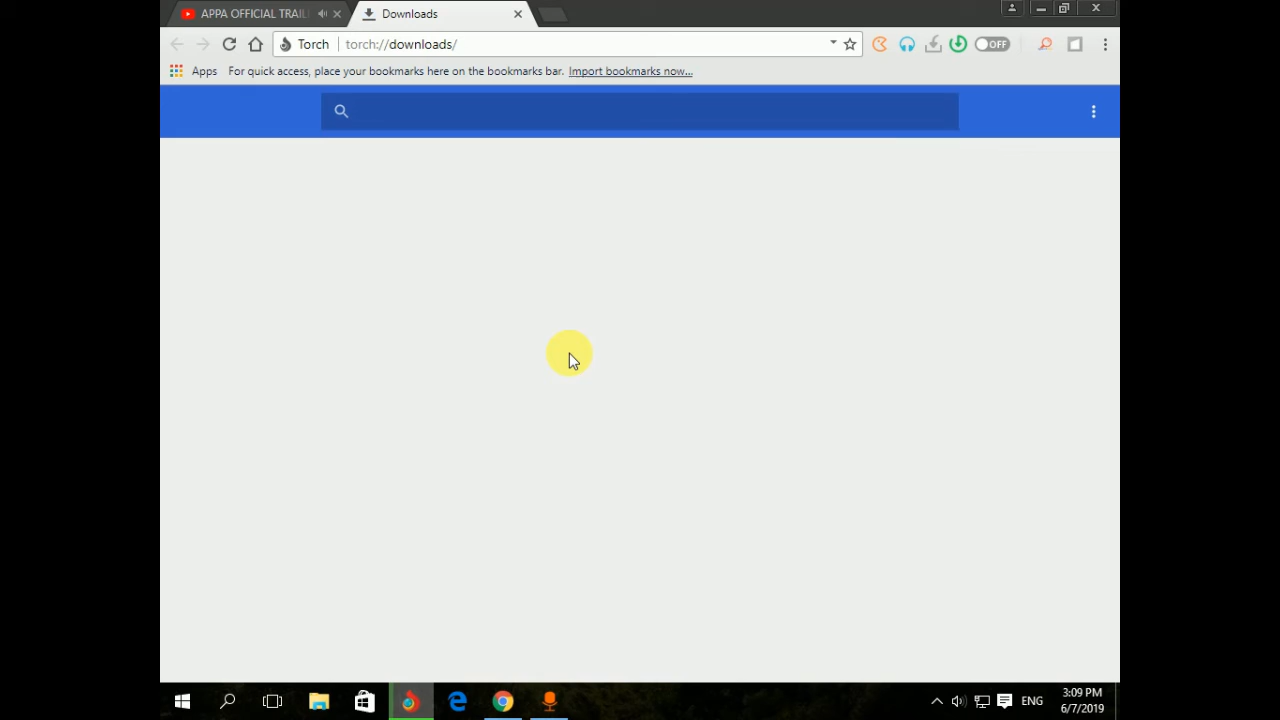 APPA OFFICIAL TRAIL
Downloads
Torch
torch://downloads/
OFF
Apps
For quick access, place your bookmarks here on the bookmarks bar. Import bookmarks now...
ENG
3:09 PM
6/7/2019